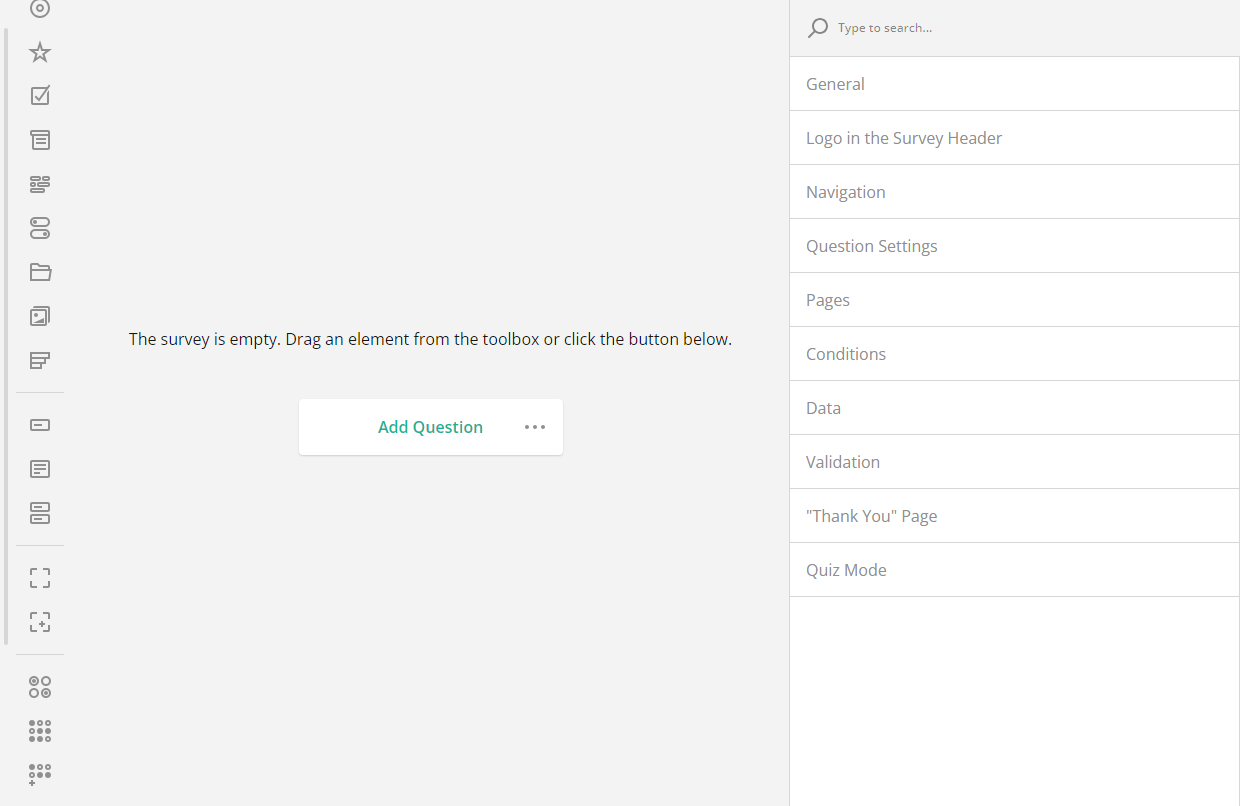 Type to search...
General
Logo in the Survey Header
Navigation
Question Settings
Pages
Conditions
Data
Validation
"Thank You" Page
Quiz Mode
The survey is empty. Drag an element from the toolbox or click the button below.
Add Question